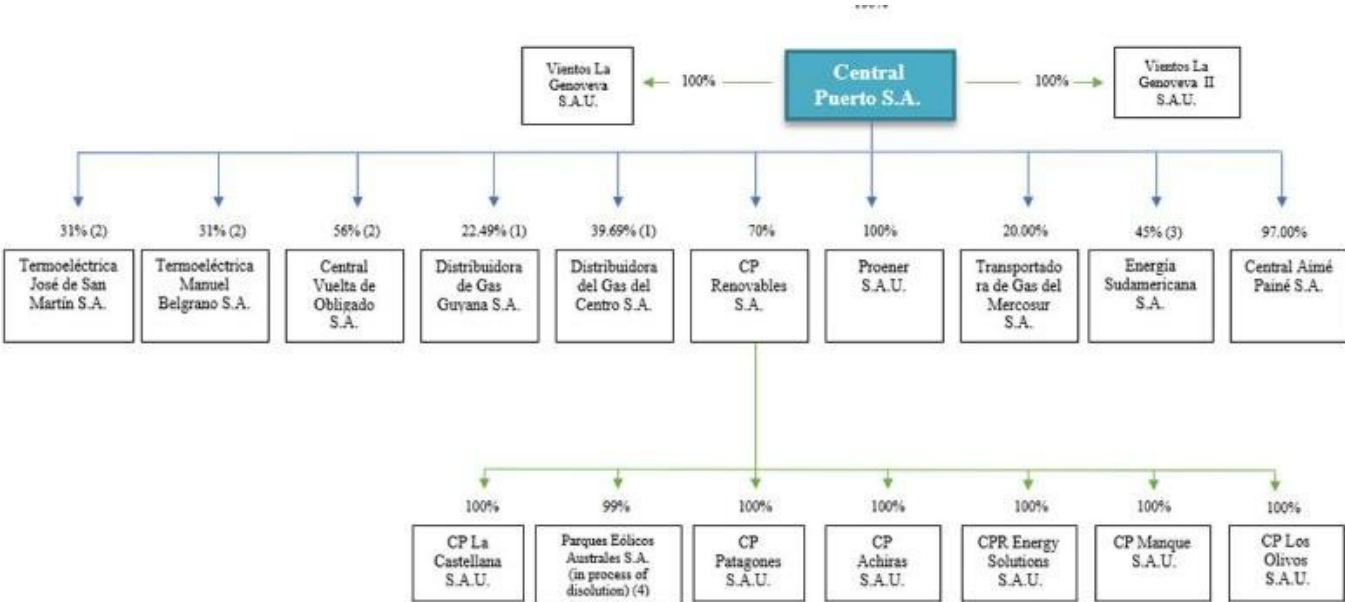 Vientos La
Genoveva
S.A.U.
100%
Central
Puerto S.A.
100%
Vientos La
Genoveva II
S.A.U.
31% (2)
31% (2)
56% (2)
22.49% (1)
39.69% (1)
70%
100%
20.00%
45% (3)
97.00%
Termoeléctrica
José de San
Martín S.A.
Termoeléctrica
Manuel
Belgrano S.A.
Central
Vuelta de
Obligado
S.A.
Distribuidora
de Gas
Guyana S.A.
Distribuidora
del Gas del
Centro S.A.
CP
Renovables
S.A.
Proener
S.A.U.
Transportado
ra de Gas del
Mercosur
S.A.
Energía
Sudamericana
S.A.
Central Aimé
Painé S.A.
100%
99%
100%
100%
100%
100%
100%
CP La
Castellana
S.A.U.
Parques Eólicos
Australes S.A.
(in process of
disolution) (4)
CP
Patagones
S.A.U.
CP
Achiras
S.A.U.
CPR Energy
Solutions
S.A.U.
CP Manque
S.A.U.
CP Los
Olivos
S.A.U.